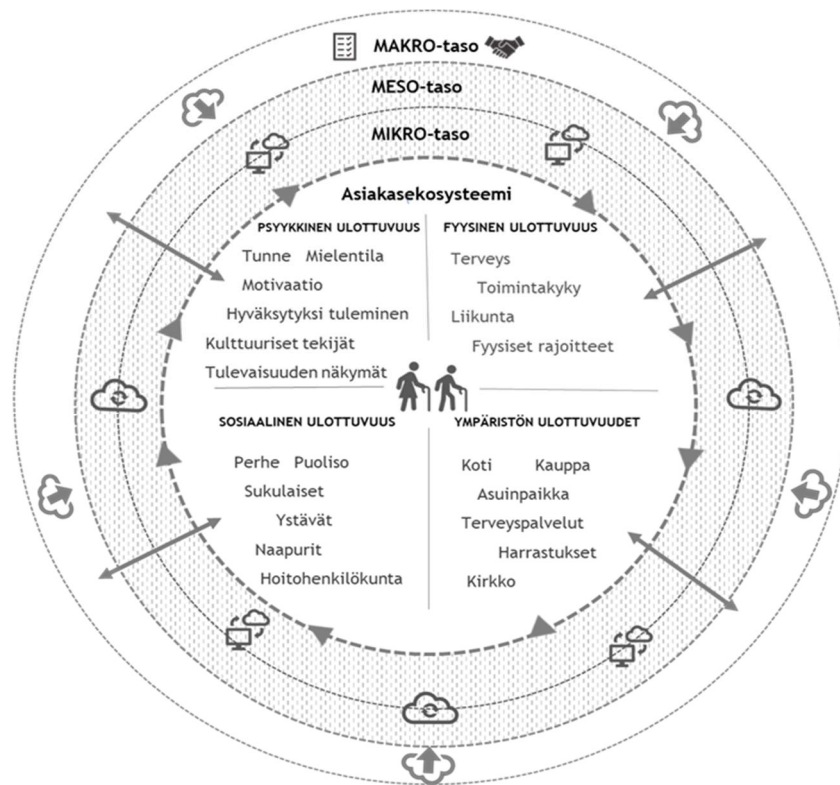 MAKRO-taso
MESO-taso
MIKRO-taso
Asiakasekosysteemi
PSYYKKINEN ULOTTUVUUS
Tunne Mielentila
Motivaatio
Hyväksytyksi tuleminen
Kulttuuriset tekijät
Tulevaisuuden näkymät
FYYSINEN ULOTTUVUUS
Terveys
Toimintakyky
Liikunta
Fyysiset rajoitteet
SOSIAALINEN ULOTTUVUUS
Perhe Puoliso
Sukulaiset
Ystävät
Naapurit
Hoitohenkilökunta
YMPÄRISTÖN ULOTTUVUUDET
Koti Kauppa
Asuinpaikka
Terveyspalvelut
Harrastukset
Kirkko